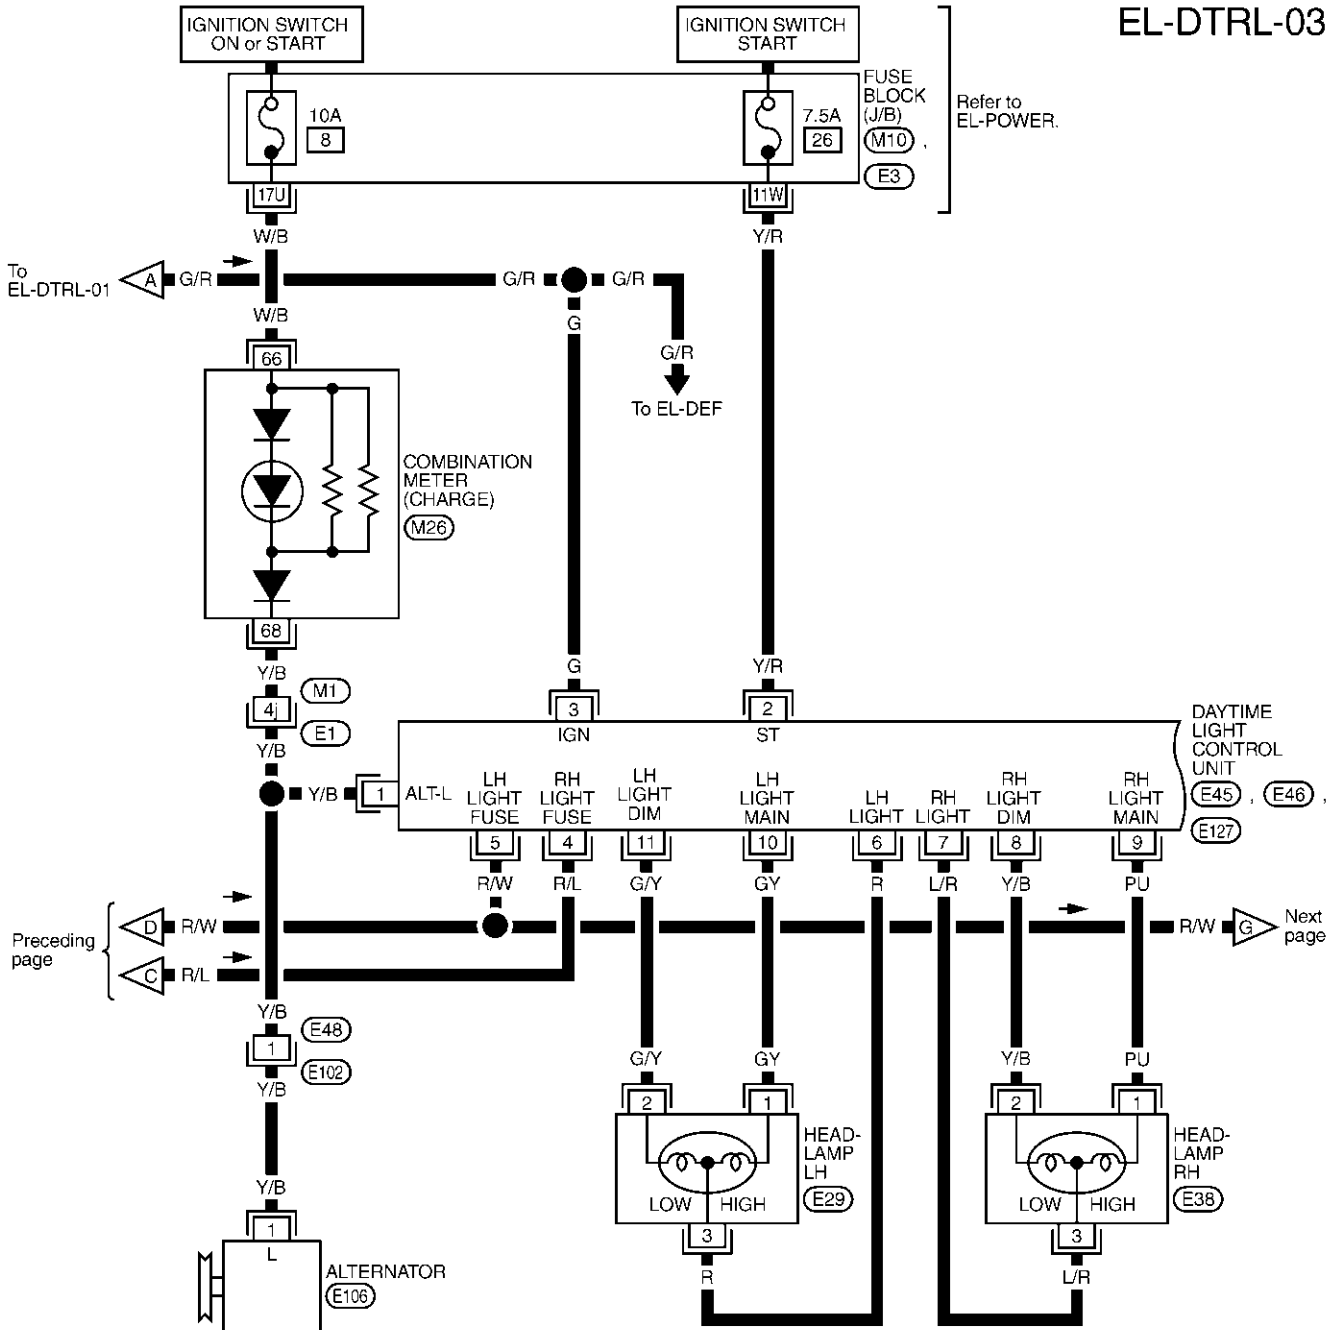 EL-DTRL-03
IGNITION SWITCH
ON or START
IGNITION SWITCH
START
FUSE
BLOCK
(J/B)
M10 ,
E3
Refer to
EL-POWER.
10A
8
7.5A
26
17U
11W
W/B
Y/R
To
EL-DTRL-01
A
G/R
G/R
G/R
W/B
G
G/R
To EL-DEF
66
COMBINATION
METER
(CHARGE)
M26
68
Y/B
G
Y/R
M1
4j
E1
Y/B
3
IGN
2
ST
DAYTIME
LIGHT
CONTROL
UNIT
E45 , E46 ,
E127
Y/B
1
ALT-L
LH
LIGHT
FUSE
RH
LIGHT
FUSE
LH
LIGHT
DIM
LH
LIGHT
MAIN
LH
LIGHT
RH
LIGHT
RH
LIGHT
DIM
RH
LIGHT
MAIN
5
4
11
10
6
7
8
9
R/W
R/L
G/Y
GY
R
L/R
Y/B
PU
Preceding
page
D
R/W
C
R/L
R/W
G
Next
page
Y/B
E48
1
E102
Y/B
G/Y
GY
Y/B
PU
2
1
2
1
HEAD-
LAMP
LH
E29
LOW
HIGH
HEAD-
LAMP
RH
E38
LOW
HIGH
3
3
R
L/R
Y/B
1
L
ALTERNATOR
E106